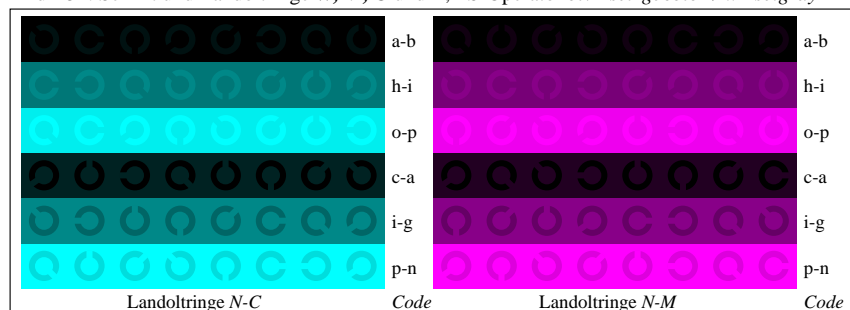 a-b a-b
h-i h-i
o-p o-p
c-a c-a
i-g i-g
p-n p-n
Landoltringe N-C Code Landoltringe N-M Code